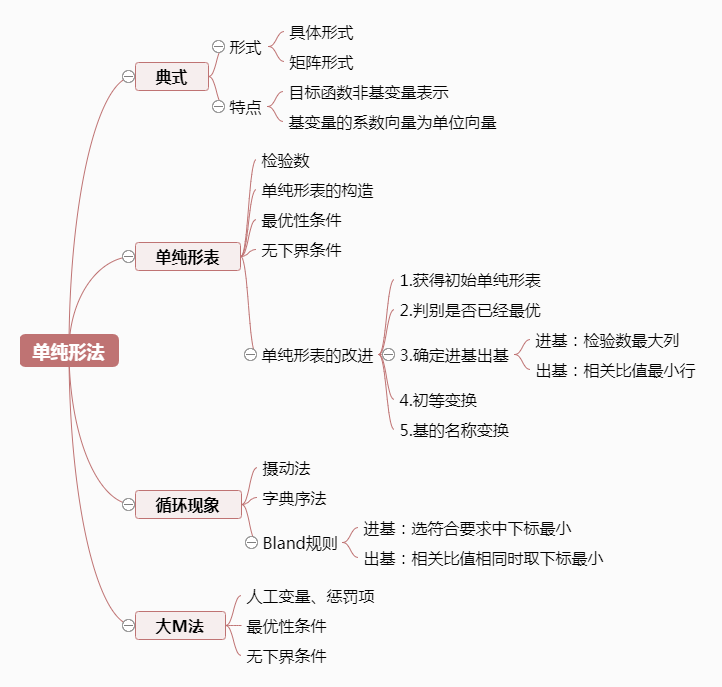 单纯形法
典式
形式
具体形式
矩阵形式
特点
目标函数非基变量表示
基变量的系数向量为单位向量
单纯形表
检验数
单纯形表的构造
最优性条件
无下界条件
单纯形表的改进
1.获得初始单纯形表
2.判别是否已经最优
3.确定进基出基
进基：检验数最大列
出基：相关比值最小行
4.初等变换
5.基的名称变换
循环现象
摄动法
字典序法
Bland规则
进基：选符合要求中下标最小
出基：相关比值相同时取下标最小
大M法
人工变量、惩罚项
最优性条件
无下界条件